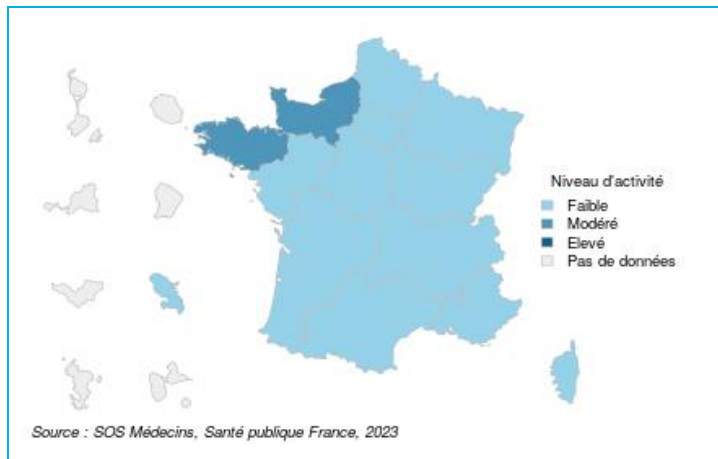 Niveau d'activité
Faible
Modéré
Elevé
Pas de données
Source : SOS Médecins, Santé publique France, 2023